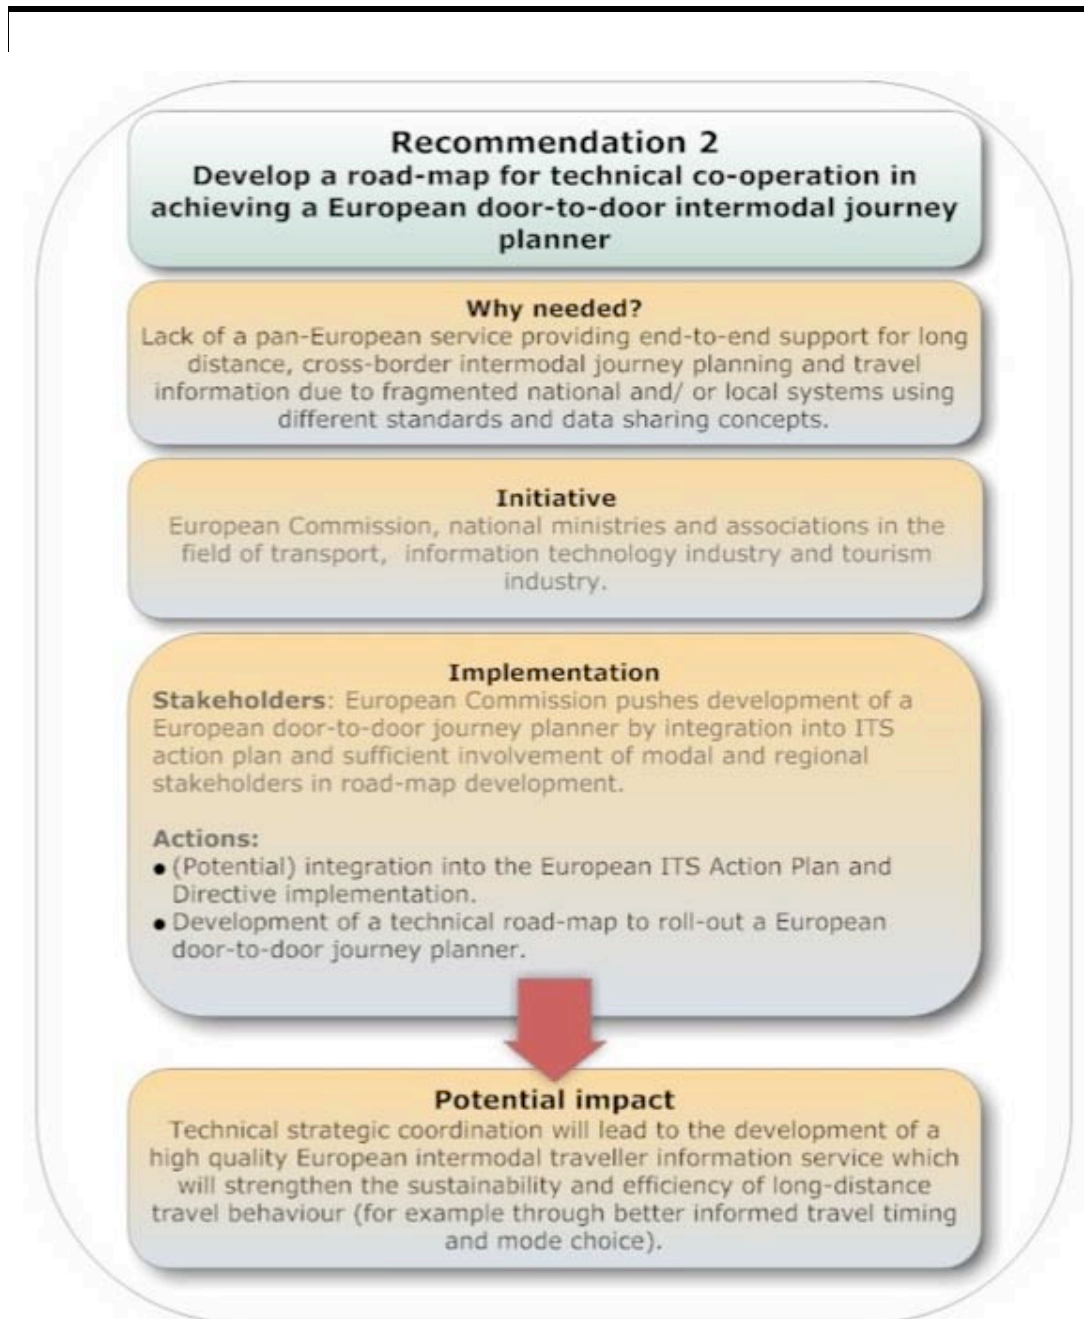 Recommendation 2
Develop a road-map for technical co-operation in
achieving a European door-to-door intermodal journey
planner
Why needed?
Lack of a pan-European service providing end-to-end support for long
distance, cross-border intermodal journey planning and travel
information due to fragmented national and/ or local systems using
different standards and data sharing concepts.
Initiative
European Commission, national ministries and associations in the
field of transport, information technology industry and tourism
industry.
Implementation
Stakeholders: European Commission pushes development of a
European door-to-door journey planner by integration into ITS
action plan and sufficient involvement of modal and regional
stakeholders in road-map development.
Actions:
● (Potential) integration into the European ITS Action Plan and
Directive implementation.
● Development of a technical road-map to roll-out a European
door-to-door journey planner.
Potential impact
Technical strategic coordination will lead to the development of a
high quality European intermodal traveller information service which
will strengthen the sustainability and efficiency of long-distance
travel behaviour (for example through better informed travel timing
and mode choice).